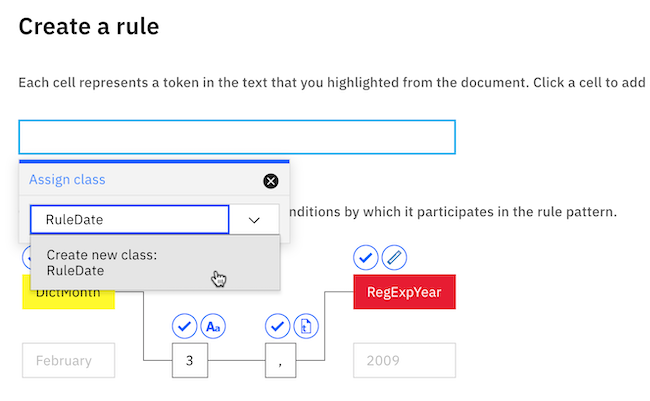 Create a rule
Each cell represents a token in the text that you highlighted from the document. Click a cell to add
Assign class
nditions by which it participates in the rule pattern.
RuleDate
Create new class:
RuleDate
DictMonth
RegExpYear
Aa
t
February
3
,
2009